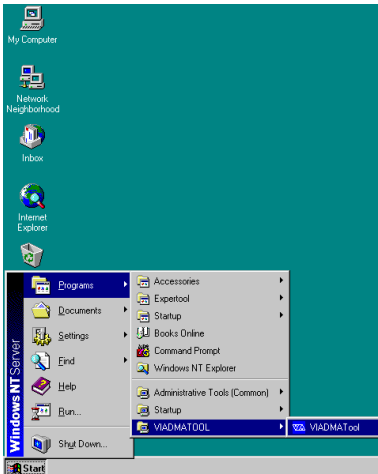 My Computer
Network
Neighborhood
Inbox
Internet
Explorer
Programs
Documents
Settings
Find
Help
Run...
Shut Down...
Windows NT Server
Accessories
Expertool
Startup
Books Online
Command Prompt
Windows NT Explorer
Administrative Tools (Common)
Startup
VIADMATOOL
VIADMATool
Start